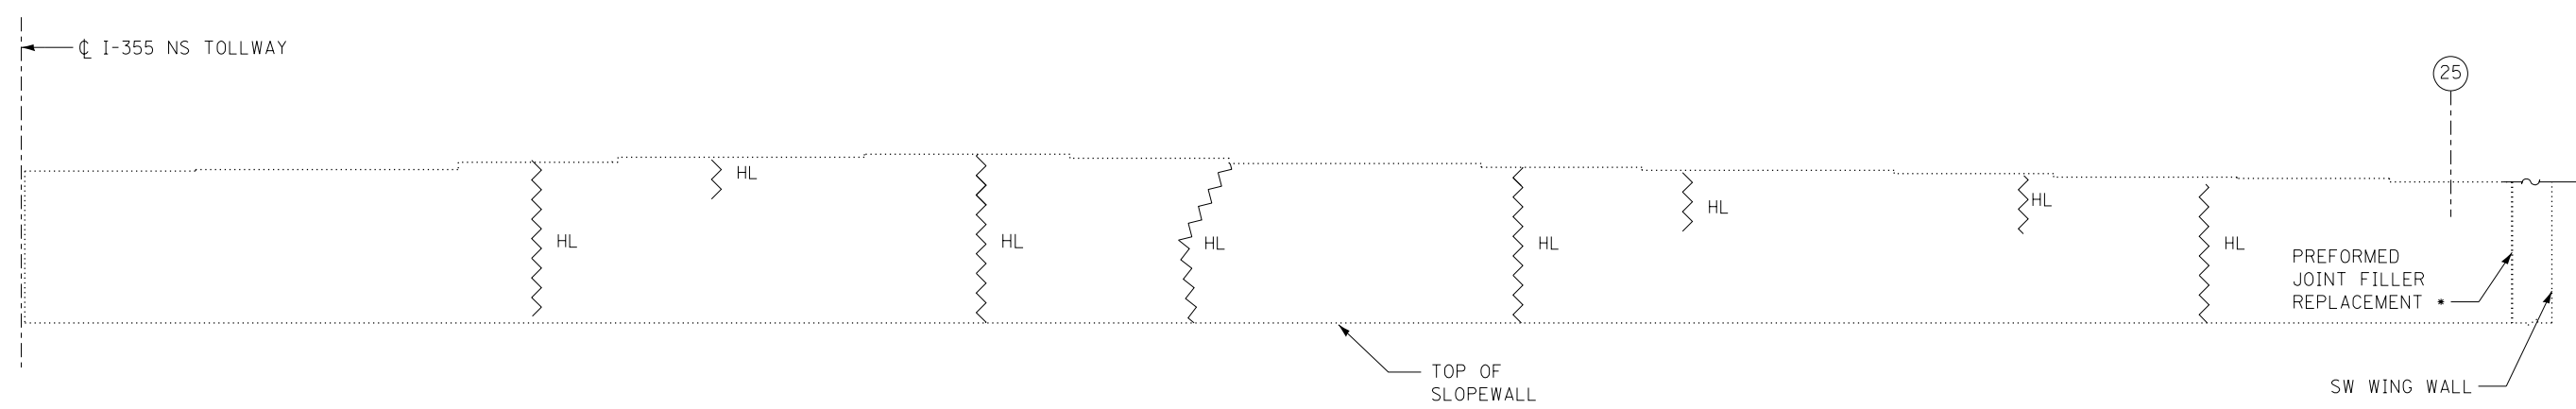 ℄ I-355 NS TOLLWAY
25
HL
HL
HL
HL
HL
HL
HL
HL
PREFORMED
JOINT FILLER
REPLACEMENT *
TOP OF
SLOPEWALL
SW WING WALL